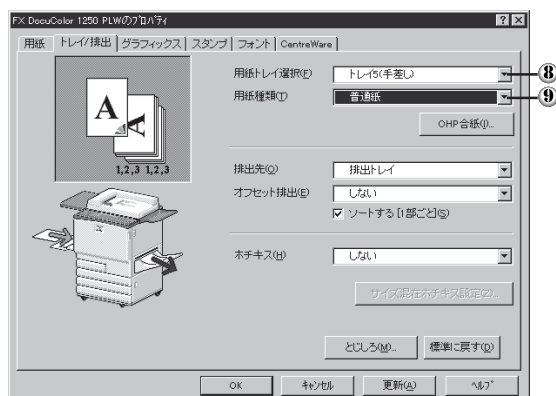 FX DocuColor 1250 PLWのﾌﾟﾛﾊﾟﾃｨ
用紙 トレイ/排出 グラフィックス スタンプ フォント CentreWare
用紙トレイ選択(F) トレイ5(手差し) ⑧
用紙種類(T) 普通紙 ⑨
OHP合紙(I)...
A A
1,2,3 1,2,3
排出先(O) 排出トレイ
オフセット排出(E) しない
ソートする[1部ごと](S)
ホチキス(H) しない
サイズ混在ホチキス設定(Z)...
とじしろ(M)... 標準に戻す(D)
OK ｷｬﾝｾﾙ 更新(A) ﾍﾙﾌﾟ